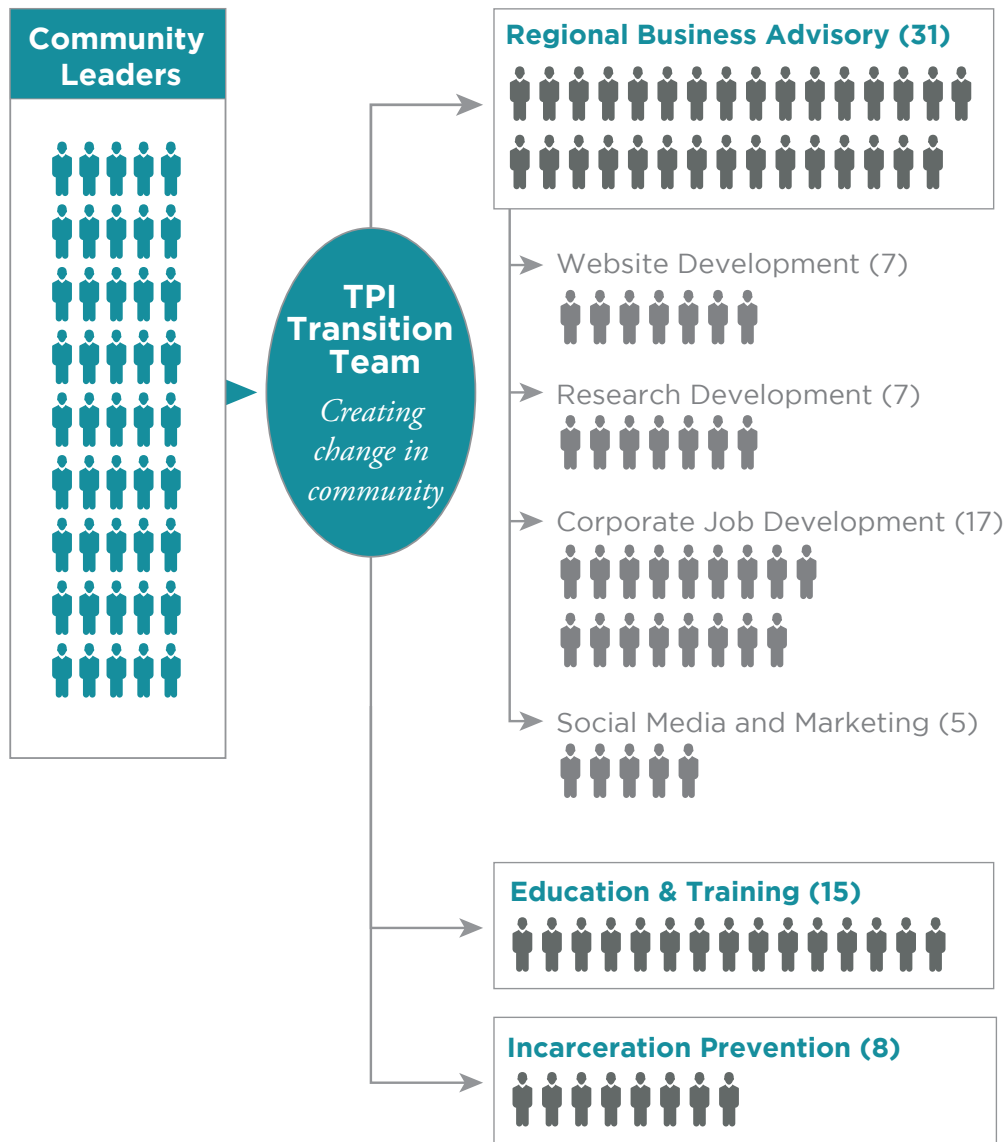 Community
Leaders
TPI
Transition
Team
Creating
change in
community
Regional Business Advisory (31)
Website Development (7)
Research Development (7)
Corporate Job Development (17)
Social Media and Marketing (5)
Education & Training (15)
Incarceration Prevention (8)